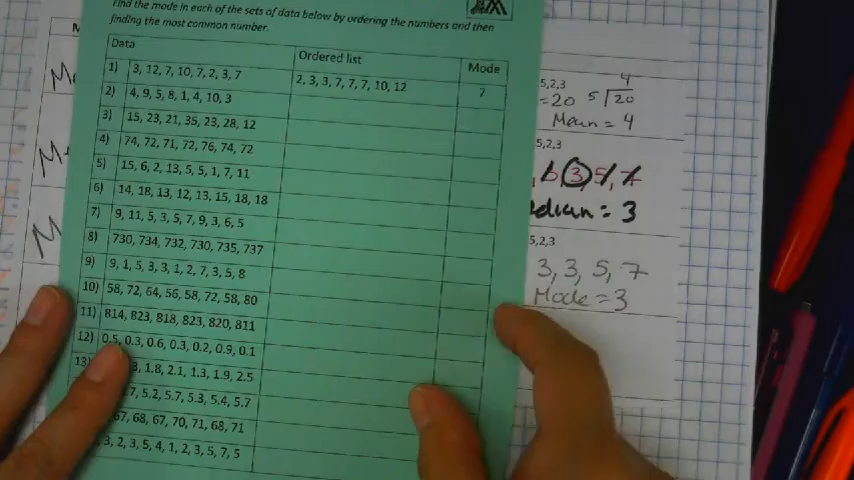 Find the mode in each of the sets of data below by ordering the numbers and then
finding the most common number.
Data Ordered list Mode
1) 3, 12, 7, 10, 7, 2, 3, 7 2, 3, 3, 7, 7, 7, 10, 12 7
2) 4, 9, 5, 8, 1, 4, 10, 3
3) 15, 23, 21, 35, 23, 28, 12
4) 74, 72, 71, 72, 76, 74, 72
5) 15, 6, 2, 13, 5, 5, 1, 7, 11
6) 14, 18, 13, 12, 13, 15, 18, 18
7) 9, 11, 5, 3, 5, 7, 9, 3, 6, 5
8) 730, 734, 732, 730, 735, 737
9) 9, 1, 5, 3, 3, 1, 2, 7, 3, 5, 8
10) 58, 72, 64, 56, 58, 72, 58, 80
11) 814, 823, 818, 823, 820, 811
12) 0.5, 0.3, 0.6, 0.3, 0.2, 0.9, 0.1
13) 1.8, 2.1, 1.3, 1.9, 2.5
5.2, 5.7, 5.3, 5.4, 5.7
67, 68, 67, 70, 71, 68, 71
3, 2, 3, 5, 4, 1, 2, 3, 5, 7, 5
5,2,3
=20 5 20 4
Mean = 4
5,2,3
3, 5, 7
= 3
5,2,3
3, 3, 5, 7
Mode = 3